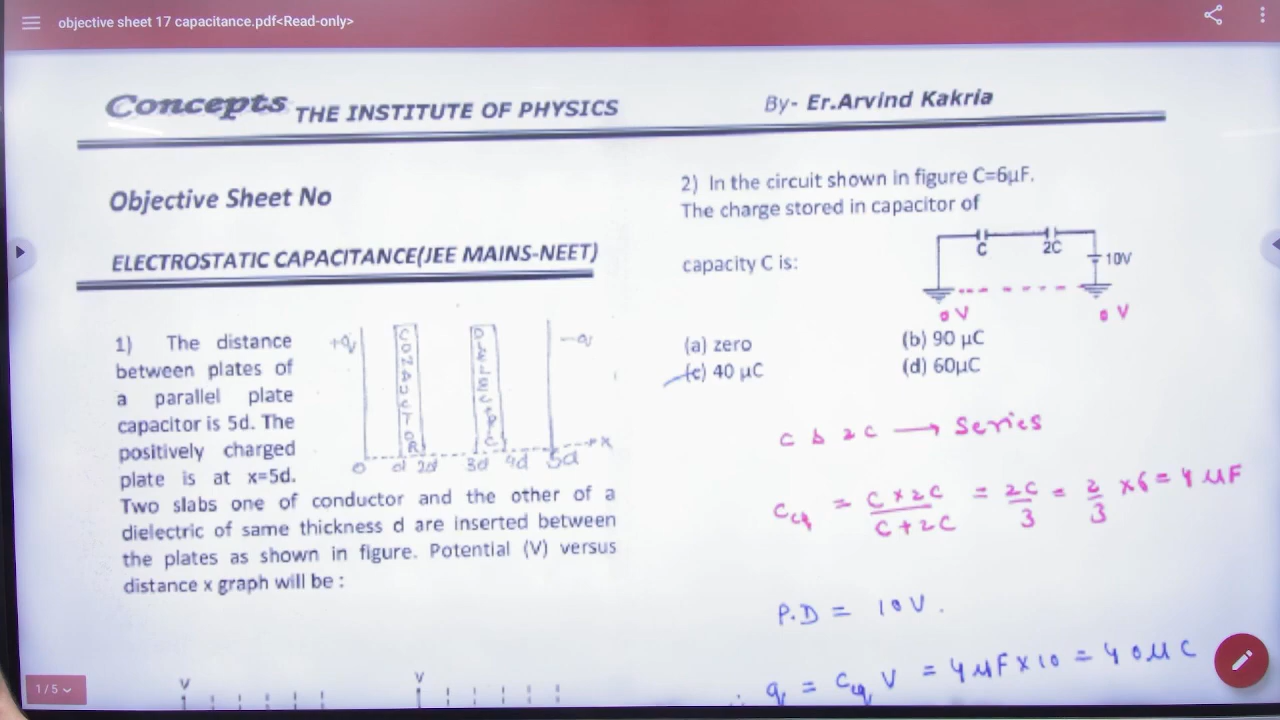 objective sheet 17 capacitance.pdf<Read-only>
Concepts THE INSTITUTE OF PHYSICS
By- Er.Arvind Kakria
Objective Sheet No
ELECTROSTATIC CAPACITANCE(JEE MAINS-NEET)
1) The distance
between plates of
a parallel plate
capacitor is 5d. The
positively charged
plate is at x=5d.
Two slabs one of conductor and the other of a
dielectric of same thickness d are inserted between
the plates as shown in figure. Potential (V) versus
distance x graph will be :
+q
CONDUCTOR
DIELECTRIC
-q
0 d 2d 3d 4d 5d x
V V
2) In the circuit shown in figure C=6µF.
The charge stored in capacitor of
capacity C is:
C 2C
10V
0 V 0 V
(a) zero (b) 90 µC
(c) 40 µC (d) 60µC
C & 2C → Series
Ceq = C×2C / C+2C = 2C/3 = 2/3 ×6 = 4 µF
P.D = 10V.
∴ q = Ceq V = 4µF×10 = 40µC
1/5